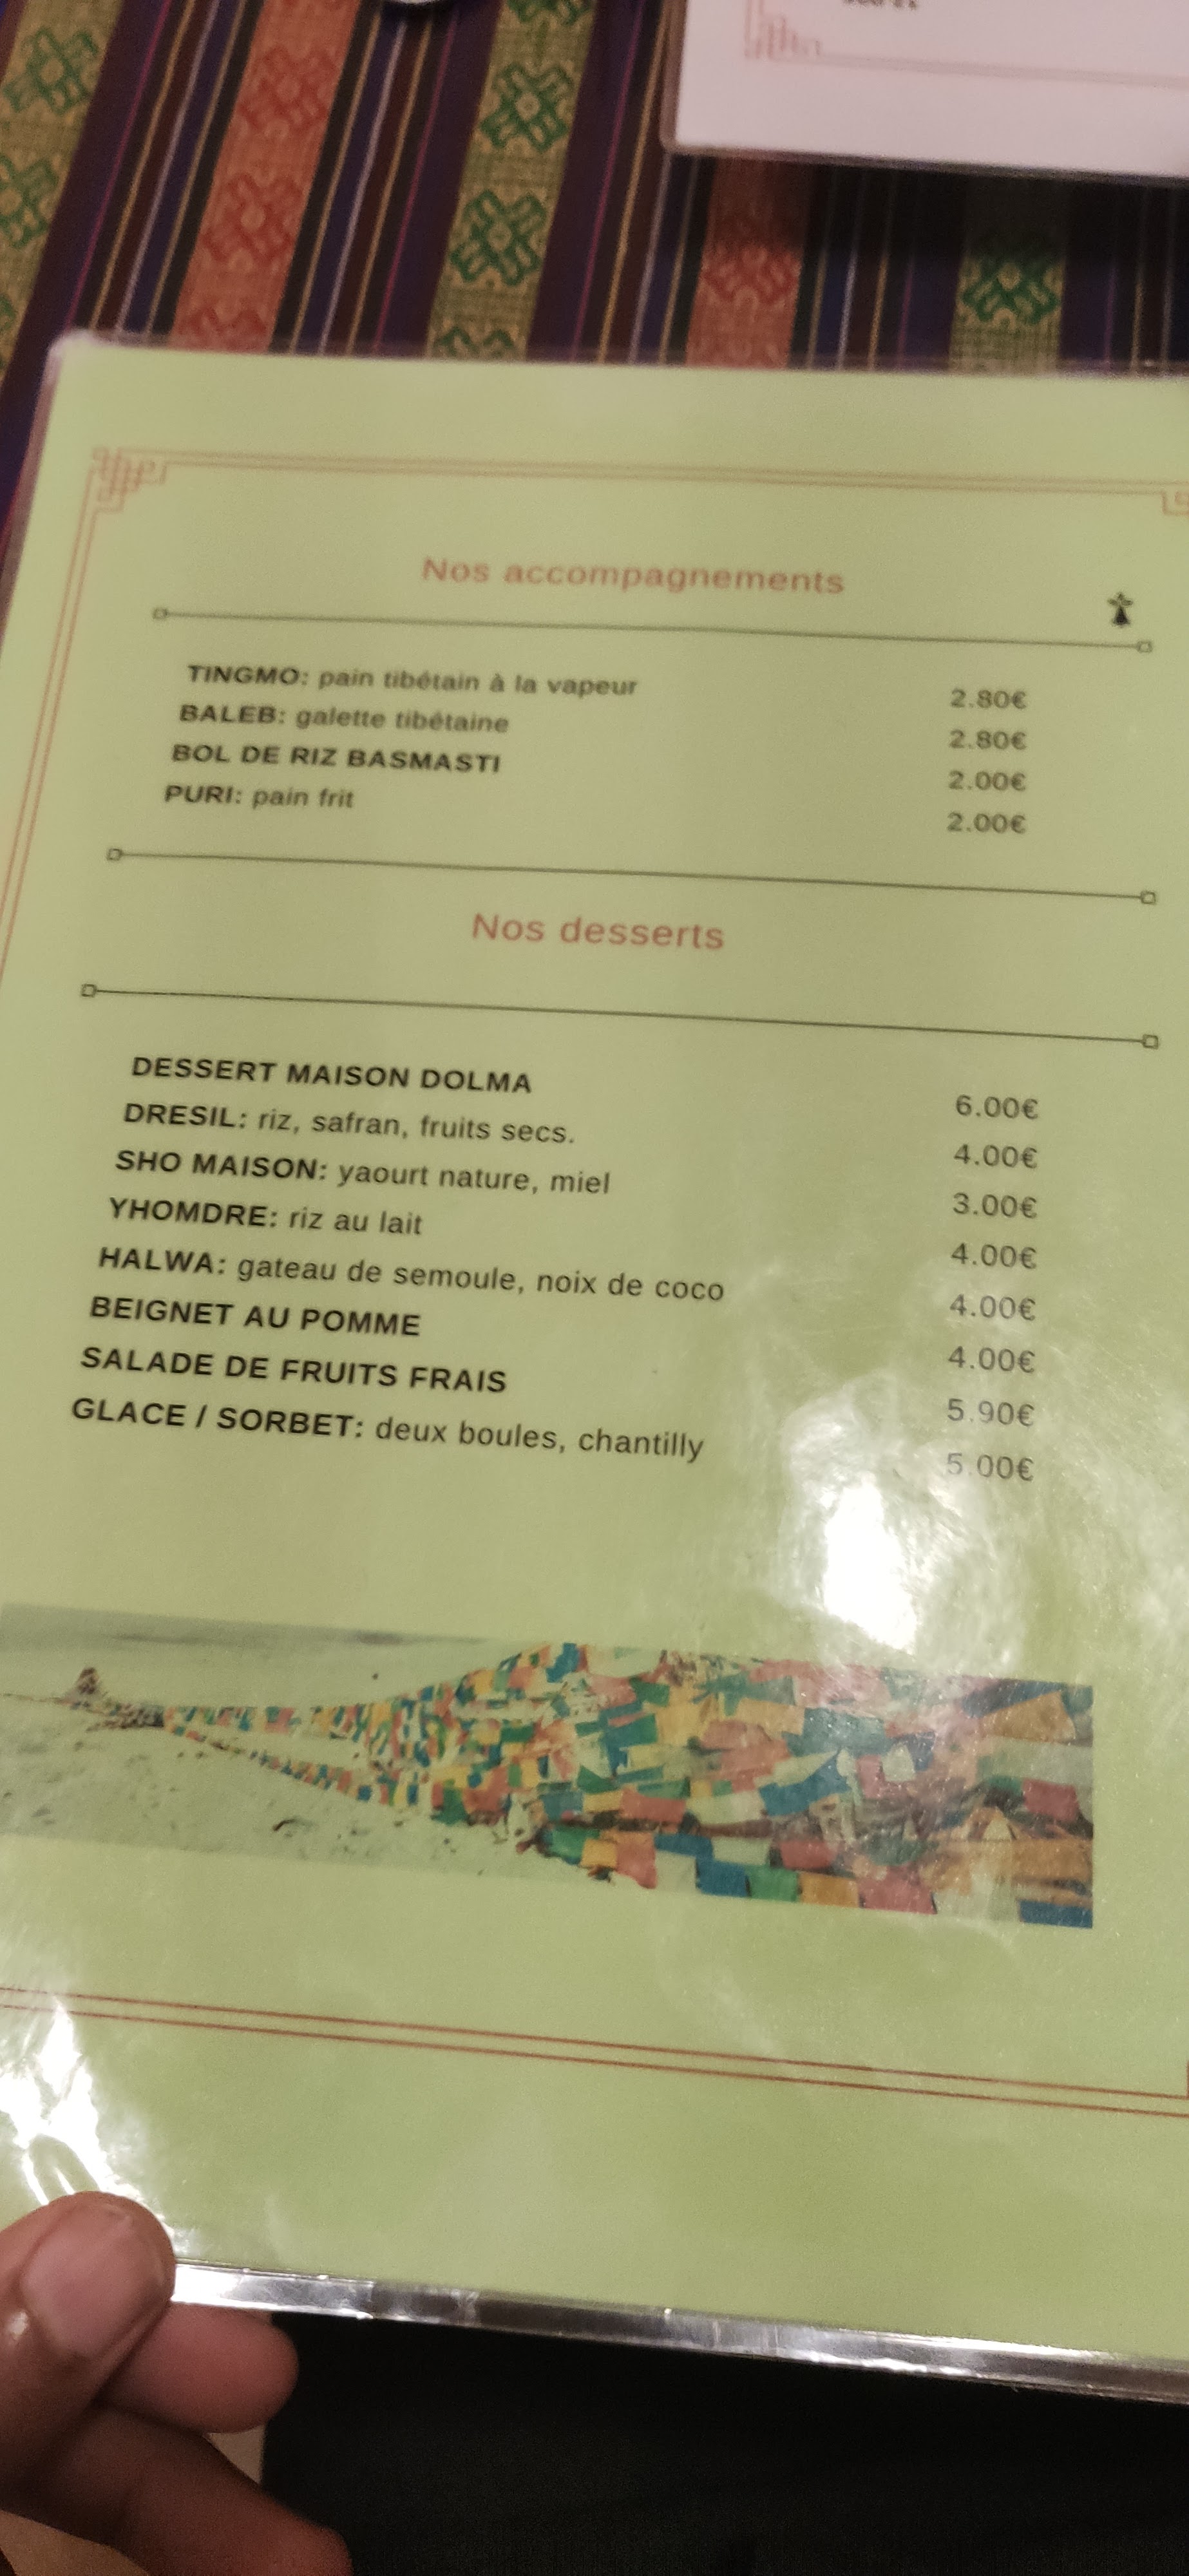 Nos accompagnements
TINGMO: pain tibétain à la vapeur 2.80€
BALEB: galette tibétaine 2.80€
BOL DE RIZ BASMASTI 2.00€
PURI: pain frit 2.00€
Nos desserts
DESSERT MAISON DOLMA 6.00€
DRESIL: riz, safran, fruits secs. 4.00€
SHO MAISON: yaourt nature, miel 3.00€
YHOMDRE: riz au lait 4.00€
HALWA: gateau de semoule, noix de coco 4.00€
BEIGNET AU POMME 4.00€
SALADE DE FRUITS FRAIS 5.90€
GLACE / SORBET: deux boules, chantilly 5.00€